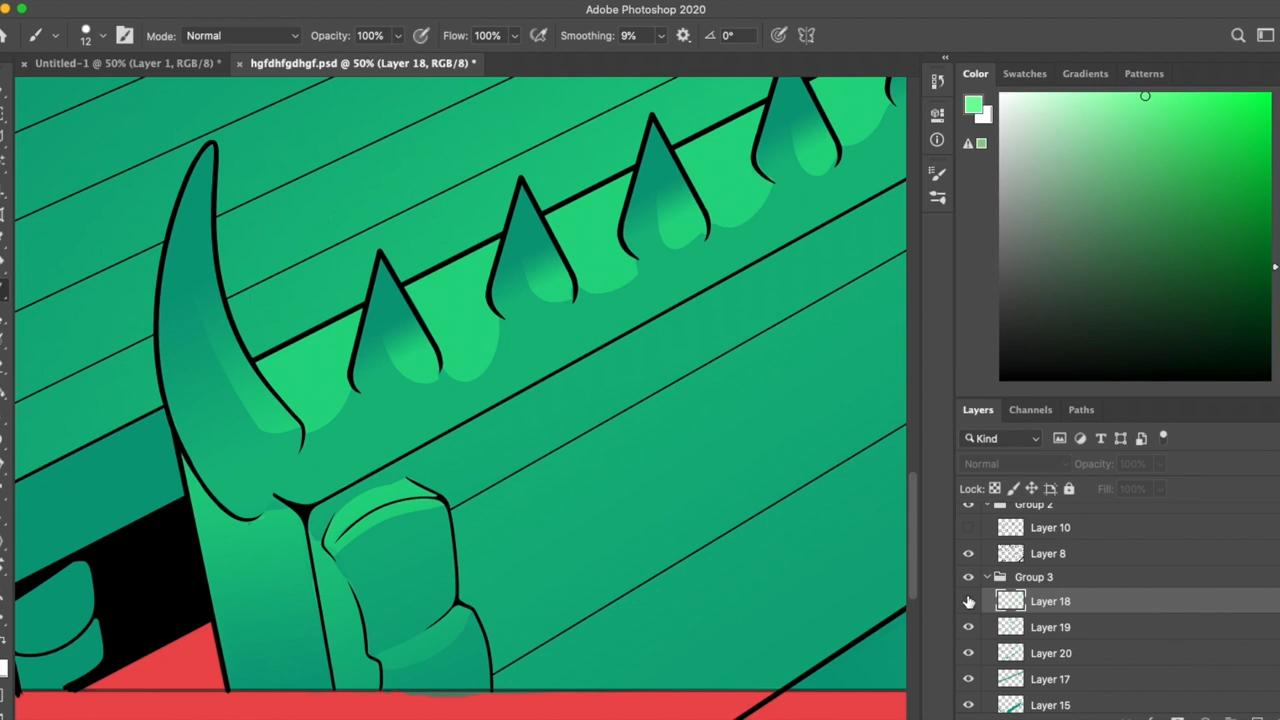 Adobe Photoshop 2020
12 Mode: Normal Opacity: 100% Flow: 100% Smoothing: 9% 0°
× Untitled-1 @ 50% (Layer 1, RGB/8) * × hgfdhfgdhgf.psd @ 50% (Layer 18, RGB/8) *
Color Swatches Gradients Patterns
Layers Channels Paths
Kind
Normal Opacity: 100%
Lock: Fill: 100%
Group 2
Layer 10
Layer 8
Group 3
Layer 18
Layer 19
Layer 20
Layer 17
Layer 15